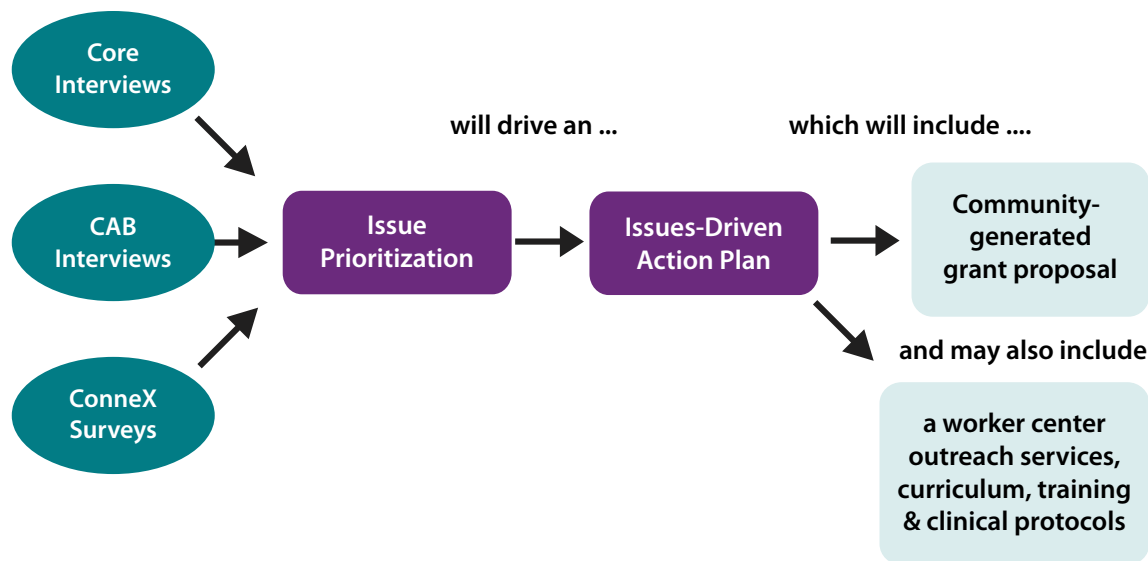 Core
Interviews
CAB
Interviews
ConneX
Surveys
Issue
Prioritization
will drive an ...
Issues-Driven
Action Plan
which will include ....
Community-
generated
grant proposal
and may also include
a worker center
outreach services,
curriculum, training
& clinical protocols